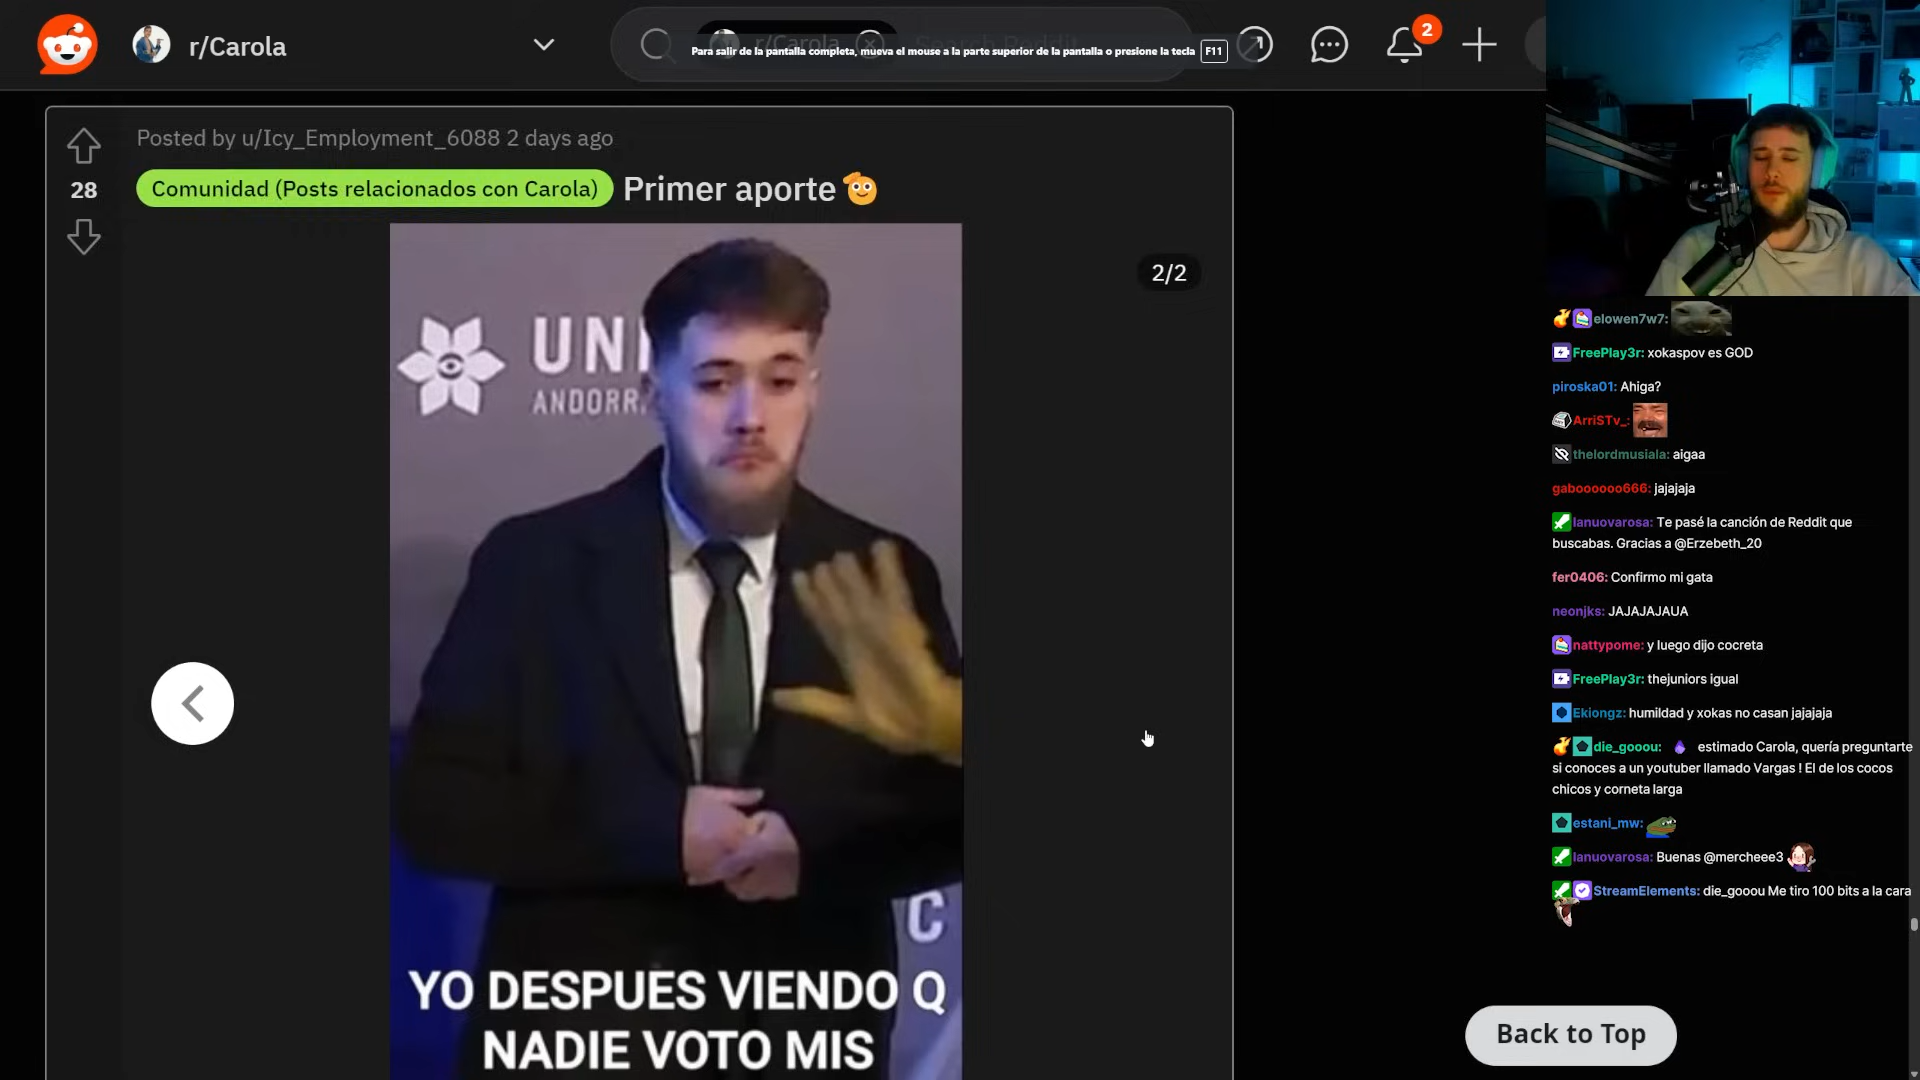 r/Carola
r/Carola
Para salir de la pantalla completa, mueva el mouse a la parte superior de la pantalla o presione la tecla F11
2
Posted by u/Icy_Employment_6088 2 days ago
28
Comunidad (Posts relacionados con Carola) Primer aporte
2/2
UNI
ANDORR
C
YO DESPUES VIENDO Q
NADIE VOTO MIS
elowen7w7:
FreePlay3r: xokaspov es GOD
piroska01: Ahiga?
ArriSTv_:
thelordmusiala: aigaa
gaboooooo666: jajajaja
lanuovarosa: Te pasé la canción de Reddit que
buscabas. Gracias a @Erzebeth_20
fer0406: Confirmo mi gata
neonjks: JAJAJAJAUA
nattypome: y luego dijo cocreta
FreePlay3r: thejuniors igual
Ekiongz: humildad y xokas no casan jajajaja
die_gooou: estimado Carola, quería preguntarte
si conoces a un youtuber llamado Vargas ! El de los cocos
chicos y corneta larga
estani_mw:
lanuovarosa: Buenas @mercheee3
StreamElements: die_gooou Me tiro 100 bits a la cara
Back to Top